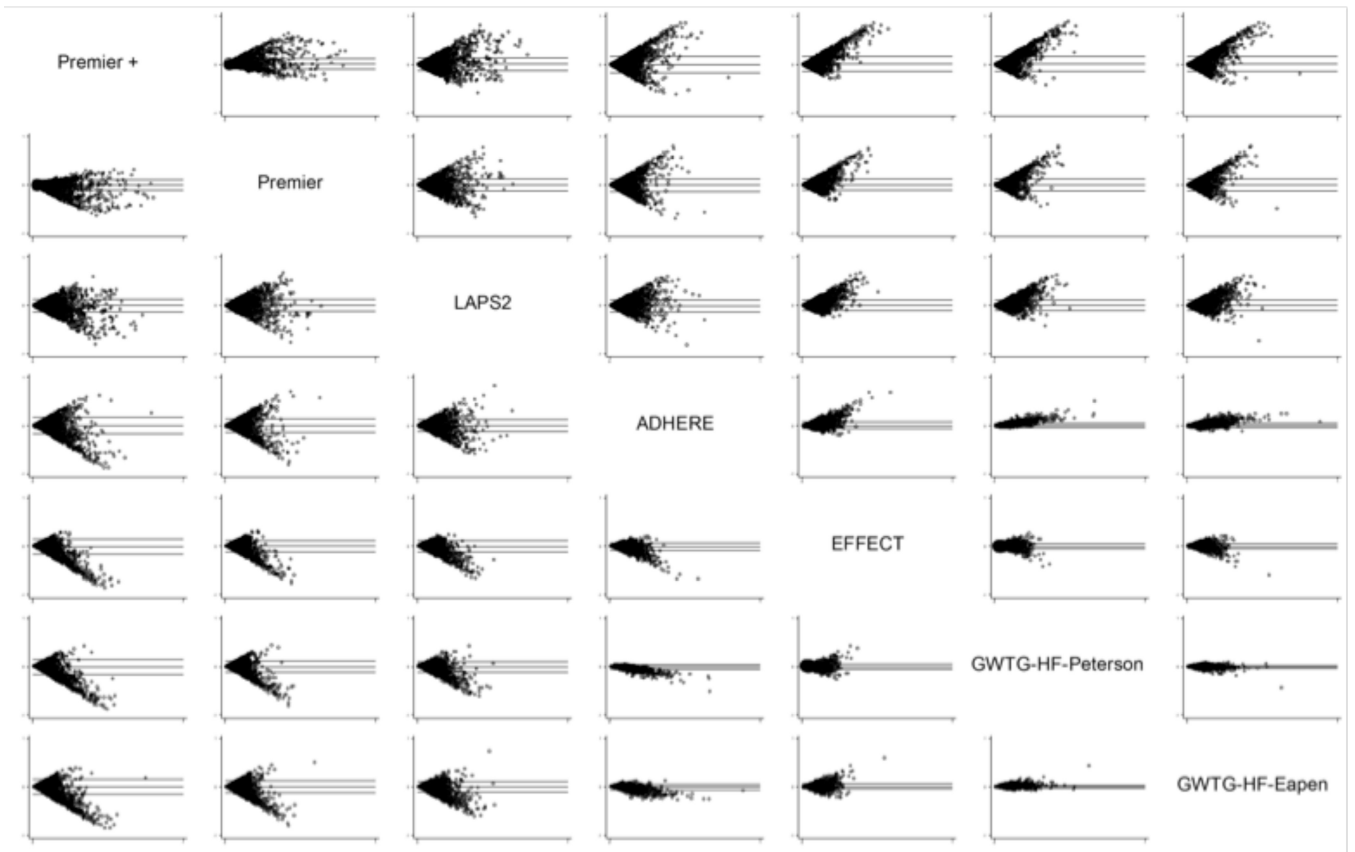 Premier +
Premier
LAPS2
ADHERE
EFFECT
GWTG-HF-Peterson
GWTG-HF-Eapen